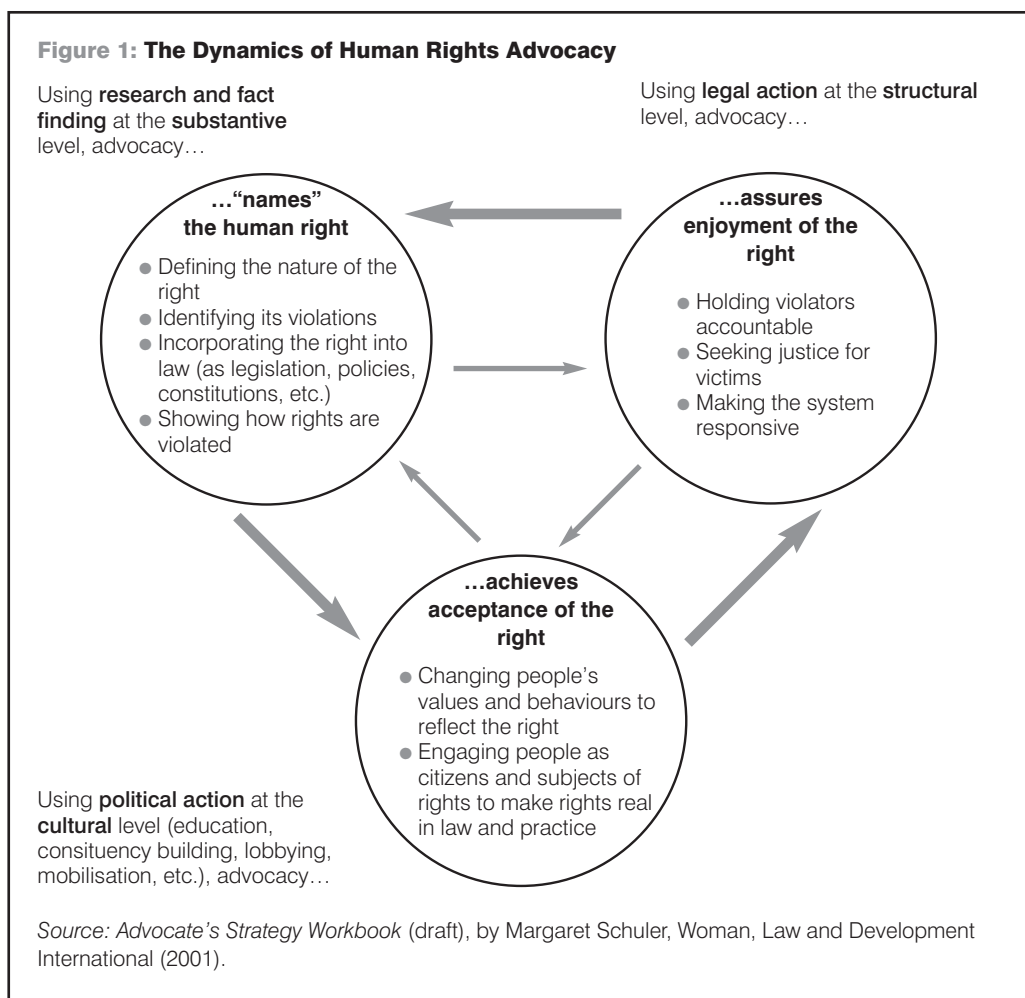 Figure 1: The Dynamics of Human Rights Advocacy
Using research and fact
finding at the substantive
level, advocacy…
Using legal action at the structural
level, advocacy…
…“names”
the human right
● Defining the nature of the
right
● Identifying its violations
● Incorporating the right into
law (as legislation, policies,
constitutions, etc.)
● Showing how rights are
violated
…assures
enjoyment of the
right
● Holding violators
accountable
● Seeking justice for
victims
● Making the system
responsive
…achieves
acceptance of the
right
● Changing people’s
values and behaviours to
reflect the right
● Engaging people as
citizens and subjects of
rights to make rights real
in law and practice
Using political action at the
cultural level (education,
consituency building, lobbying,
mobilisation, etc.), advocacy…
Source: Advocate’s Strategy Workbook (draft), by Margaret Schuler, Woman, Law and Development
International (2001).